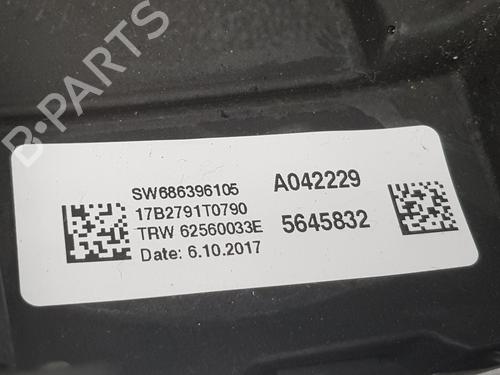 B-PARTS
SW686396105
17B2791T0790
TRW 62560033E
Date: 6.10.2017
A042229
5645832